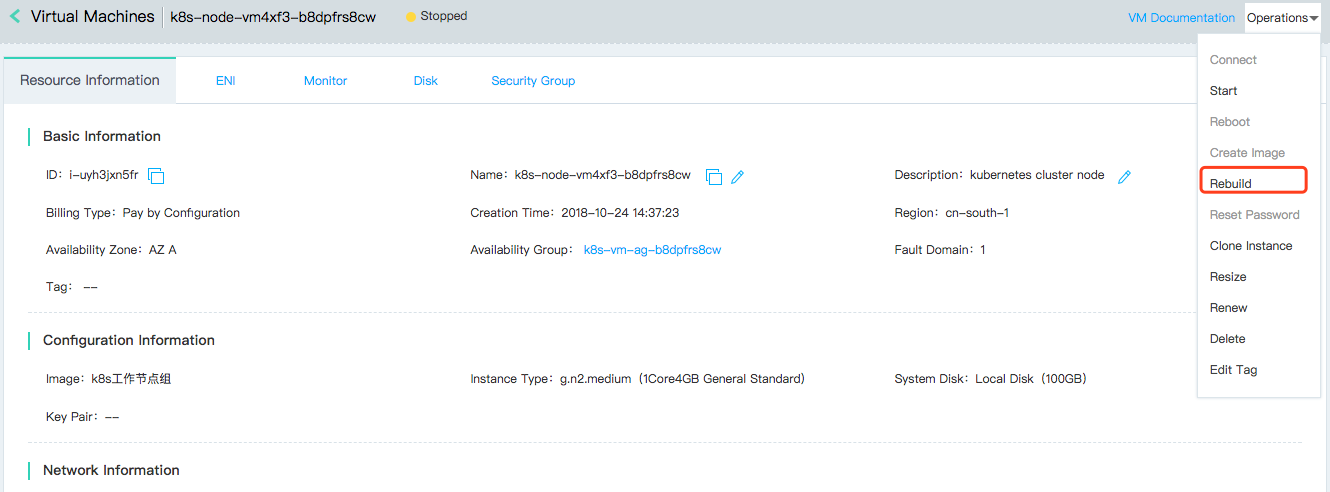 Virtual Machines k8s-node-vm4xf3-b8dpfrs8cw Stopped VM Documentation Operations
Resource Information ENI Monitor Disk Security Group
Connect
Start
Reboot
Create Image
Rebuild
Reset Password
Clone Instance
Resize
Renew
Delete
Edit Tag
Basic Information
ID：i-uyh3jxn5fr Name：k8s-node-vm4xf3-b8dpfrs8cw Description：kubernetes cluster node
Billing Type：Pay by Configuration Creation Time：2018-10-24 14:37:23 Region：cn-south-1
Availability Zone：AZ A Availability Group： k8s-vm-ag-b8dpfrs8cw Fault Domain：1
Tag： --
Configuration Information
Image：k8s工作节点组 Instance Type：g.n2.medium（1Core4GB General Standard） System Disk：Local Disk（100GB）
Key Pair：--
Network Information